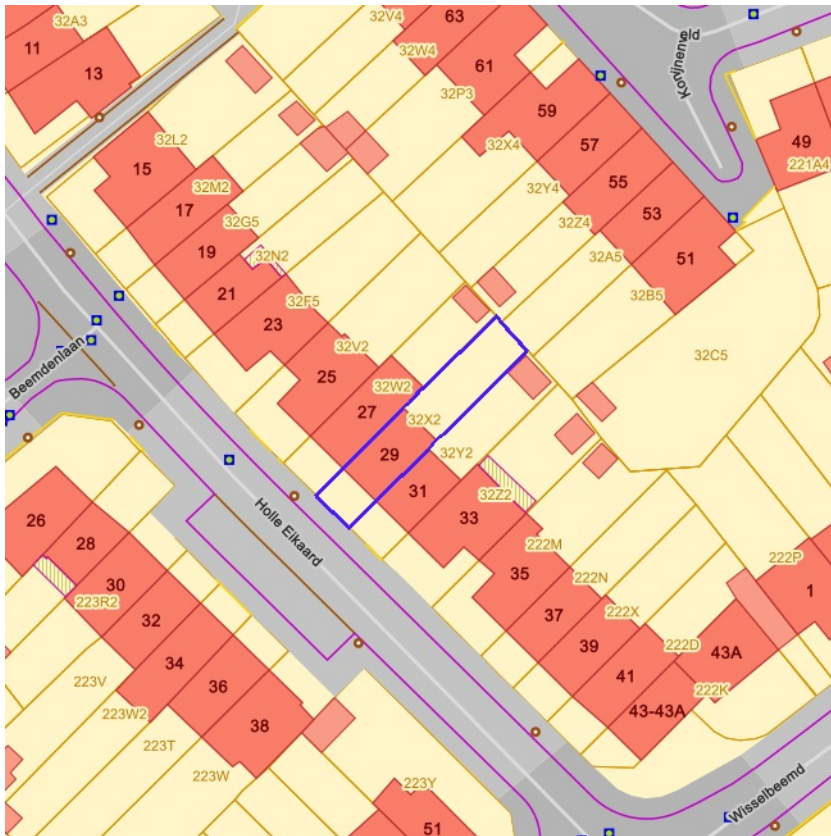 32A3
11
13
32V4
63
32W4
61
32P3
Konijnenveld
59
32X4
57
49
221A4
32L2
15
32M2
17
55
32Y4
32G5
53
32Z4
19
32N2
51
32A5
21
32F5
32B5
23
32V2
32C5
Beemdenlaan
25
32W2
27
32X2
29
32Y2
31
32Z2
33
Holle Eikaard
26
28
222M
222P
30
35
222N
1
223R2
32
37
222X
39
222D
43A
34
41
222K
223V
36
43-43A
223W2
38
223T
223W
223Y
51
Wisselbeemd